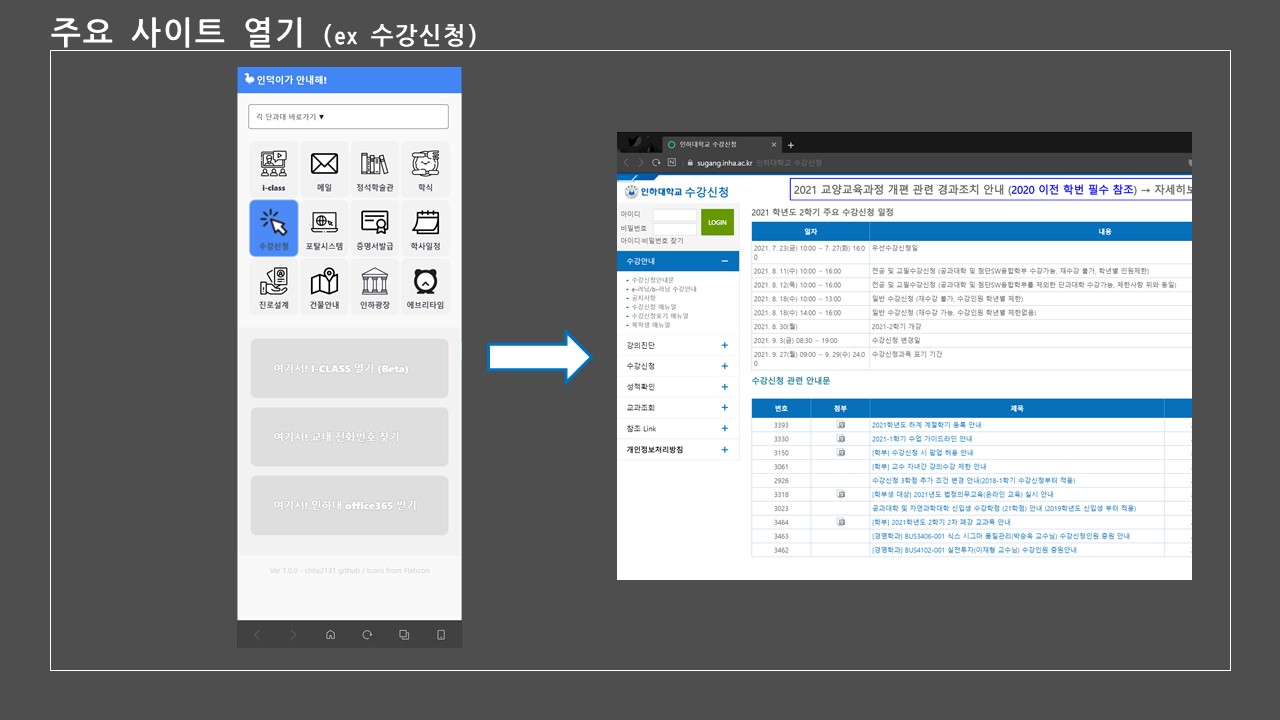 주요 사이트 열기 (ex 수강신청)
인덕이가 안내해!
각 단과대 바로가기 ▼
i-class 메일 정석학술관 학식
수강신청 포탈시스템 증명서발급 학사일정
진로설계 건물안내 인하광장 에브리타임
여기서! I-CLASS 열기 (Beta)
여기서! 교내 전화번호 찾기
여기서! 인하대 office365 받기
Ver 1.0.0 - chhs2131 github / Icons from Flaticon
인하대학교 수강신청
sugang.inha.ac.kr 인하대학교 수강신청
인하대학교 수강신청
2021 교양교육과정 개편 관련 경과조치 안내 (2020 이전 학번 필수 참조) → 자세히보
아이디
비밀번호
LOGIN
아이디·비밀번호 찾기
수강안내
수강신청안내문
e-러닝/b-러닝 수강안내
공지사항
수강신청 매뉴얼
수강신청포기 매뉴얼
복학생 매뉴얼
강의진단
수강신청
성적확인
교과조회
참조 Link
개인정보처리방침
2021 학년도 2학기 주요 수강신청 일정
일자 내용
2021. 7. 23(금) 10:00 ~ 7. 27(화) 16:00 우선수강신청일
2021. 8. 11(수) 10:00 ~ 16:00 전공 및 교필수강신청 (공과대학 및 첨단SW융합학부 수강가능, 재수강 불가, 학년별 인원제한)
2021. 8. 12(목) 10:00 ~ 16:00 전공 및 교필수강신청 (공과대학 및 첨단SW융합학부를 제외한 단과대학 수강가능, 제한사항 위와 동일)
2021. 8. 18(수) 10:00 ~ 13:00 일반 수강신청 (재수강 불가, 수강인원 학년별 제한)
2021. 8. 18(수) 14:00 ~ 16:00 일반 수강신청 (재수강 가능, 수강인원 학년별 제한없음)
2021. 8. 30(월) 2021-2학기 개강
2021. 9. 3(금) 08:30 ~ 19:00 수강신청 변경일
2021. 9. 27(월) 09:00 ~ 9. 29(수) 24:00 수강신청과목 포기 기간
수강신청 관련 안내문
번호 첨부 제목
3393 2021학년도 하계 계절학기 등록 안내
3330 2021-1학기 수업 가이드라인 안내
3150 [학부] 수강신청 시 팝업 허용 안내
3061 [학부] 교수 자녀간 강의수강 제한 안내
2926 수강신청 3학점 추가 조건 변경 안내(2018-1학기 수강신청부터 적용)
3318 [학부생 대상] 2021년도 법정의무교육(온라인 교육) 실시 안내
3023 공과대학 및 자연과학대학 신입생 수강학점 (21학점) 안내 (2019학년도 신입생 부터 적용)
3464 [학부] 2021학년도 2학기 2차 폐강 교과목 안내
3463 [경영학과] BUS3406-001 식스 시그마 품질관리(박승욱 교수님) 수강신청인원 증원 안내
3462 [경영학과] BUS4102-001 실전투자(이재형 교수님) 수강인원 증원안내